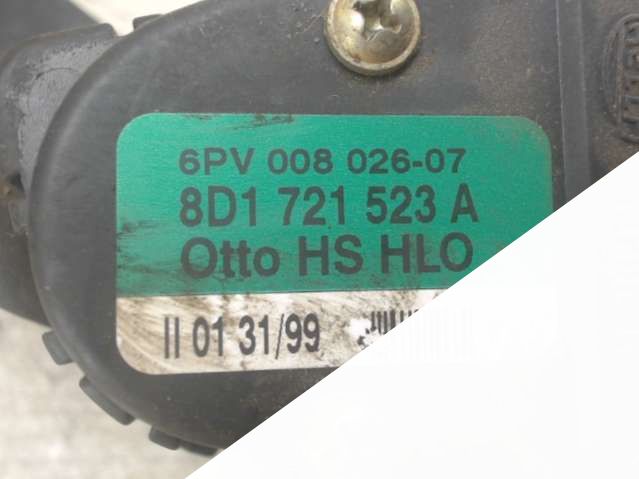 6PV 008 026-07
8D1 721 523 A
Otto HS HLO
II 01 31/99